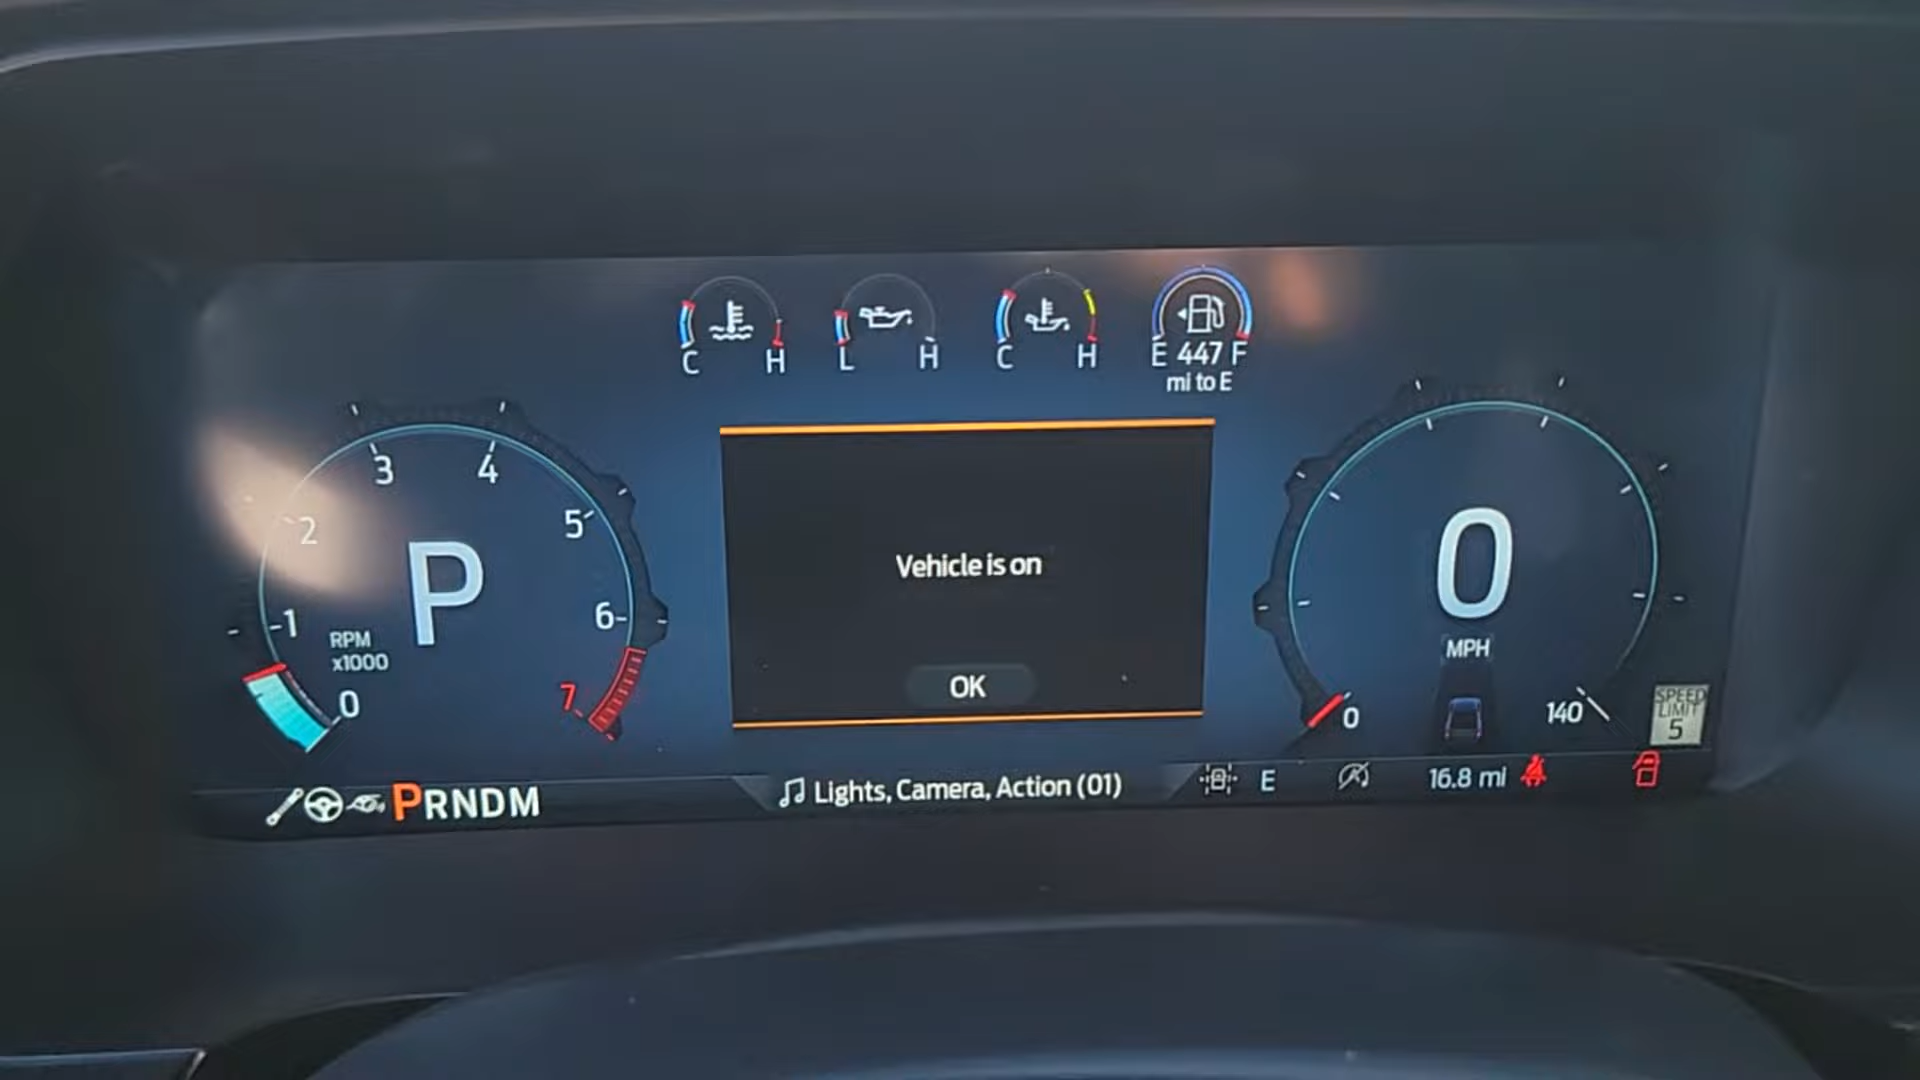 C H
L H
C H
E 447 F
mi to E
3 4
2 5
1 6
0 7
RPM
x1000
P
Vehicle is on
OK
0
MPH
0 140
SPEED
LIMIT
5
PRNDM
Lights, Camera, Action (01)
E
16.8 mi